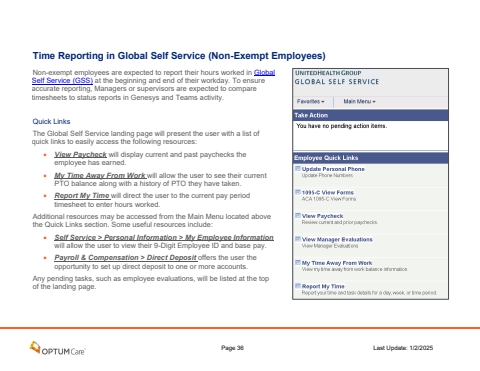 Time Reporting in Global Self Service (Non-Exempt Employees)
Non-exempt employees are expected to report their hours worked in Global
Self Service (GSS) at the beginning and end of their workday. To ensure
accurate reporting, Managers or supervisors are expected to compare
timesheets to status reports in Genesys and Teams activity.
Quick Links
The Global Self Service landing page will present the user with a list of
quick links to easily access the following resources:
• View Paycheck will display current and past paychecks the
employee has earned.
• My Time Away From Work will allow the user to see their current
PTO balance along with a history of PTO they have taken.
• Report My Time will direct the user to the current pay period
timesheet to enter hours worked.
Additional resources may be accessed from the Main Menu located above
the Quick Links section. Some useful resources include:
• Self Service > Personal Information > My Employee Information
will allow the user to view their 9-Digit Employee ID and base pay.
• Payroll & Compensation > Direct Deposit offers the user the
opportunity to set up direct deposit to one or more accounts.
Any pending tasks, such as employee evaluations, will be listed at the top
of the landing page.
UNITEDHEALTH GROUP
GLOBAL SELF SERVICE
Favorites Main Menu
Take Action
You have no pending action items.
Employee Quick Links
Update Personal Phone
Update Phone Numbers
1095-C View Forms
ACA 1095-C View Forms
View Paycheck
Review current and prior paychecks.
View Manager Evaluations
View Manager Evaluations
My Time Away From Work
View my time away from work balance information
Report My Time
Report your time and task details for a day, week, or time period.
OPTUMCare
Page 36
Last Update: 1/2/2025